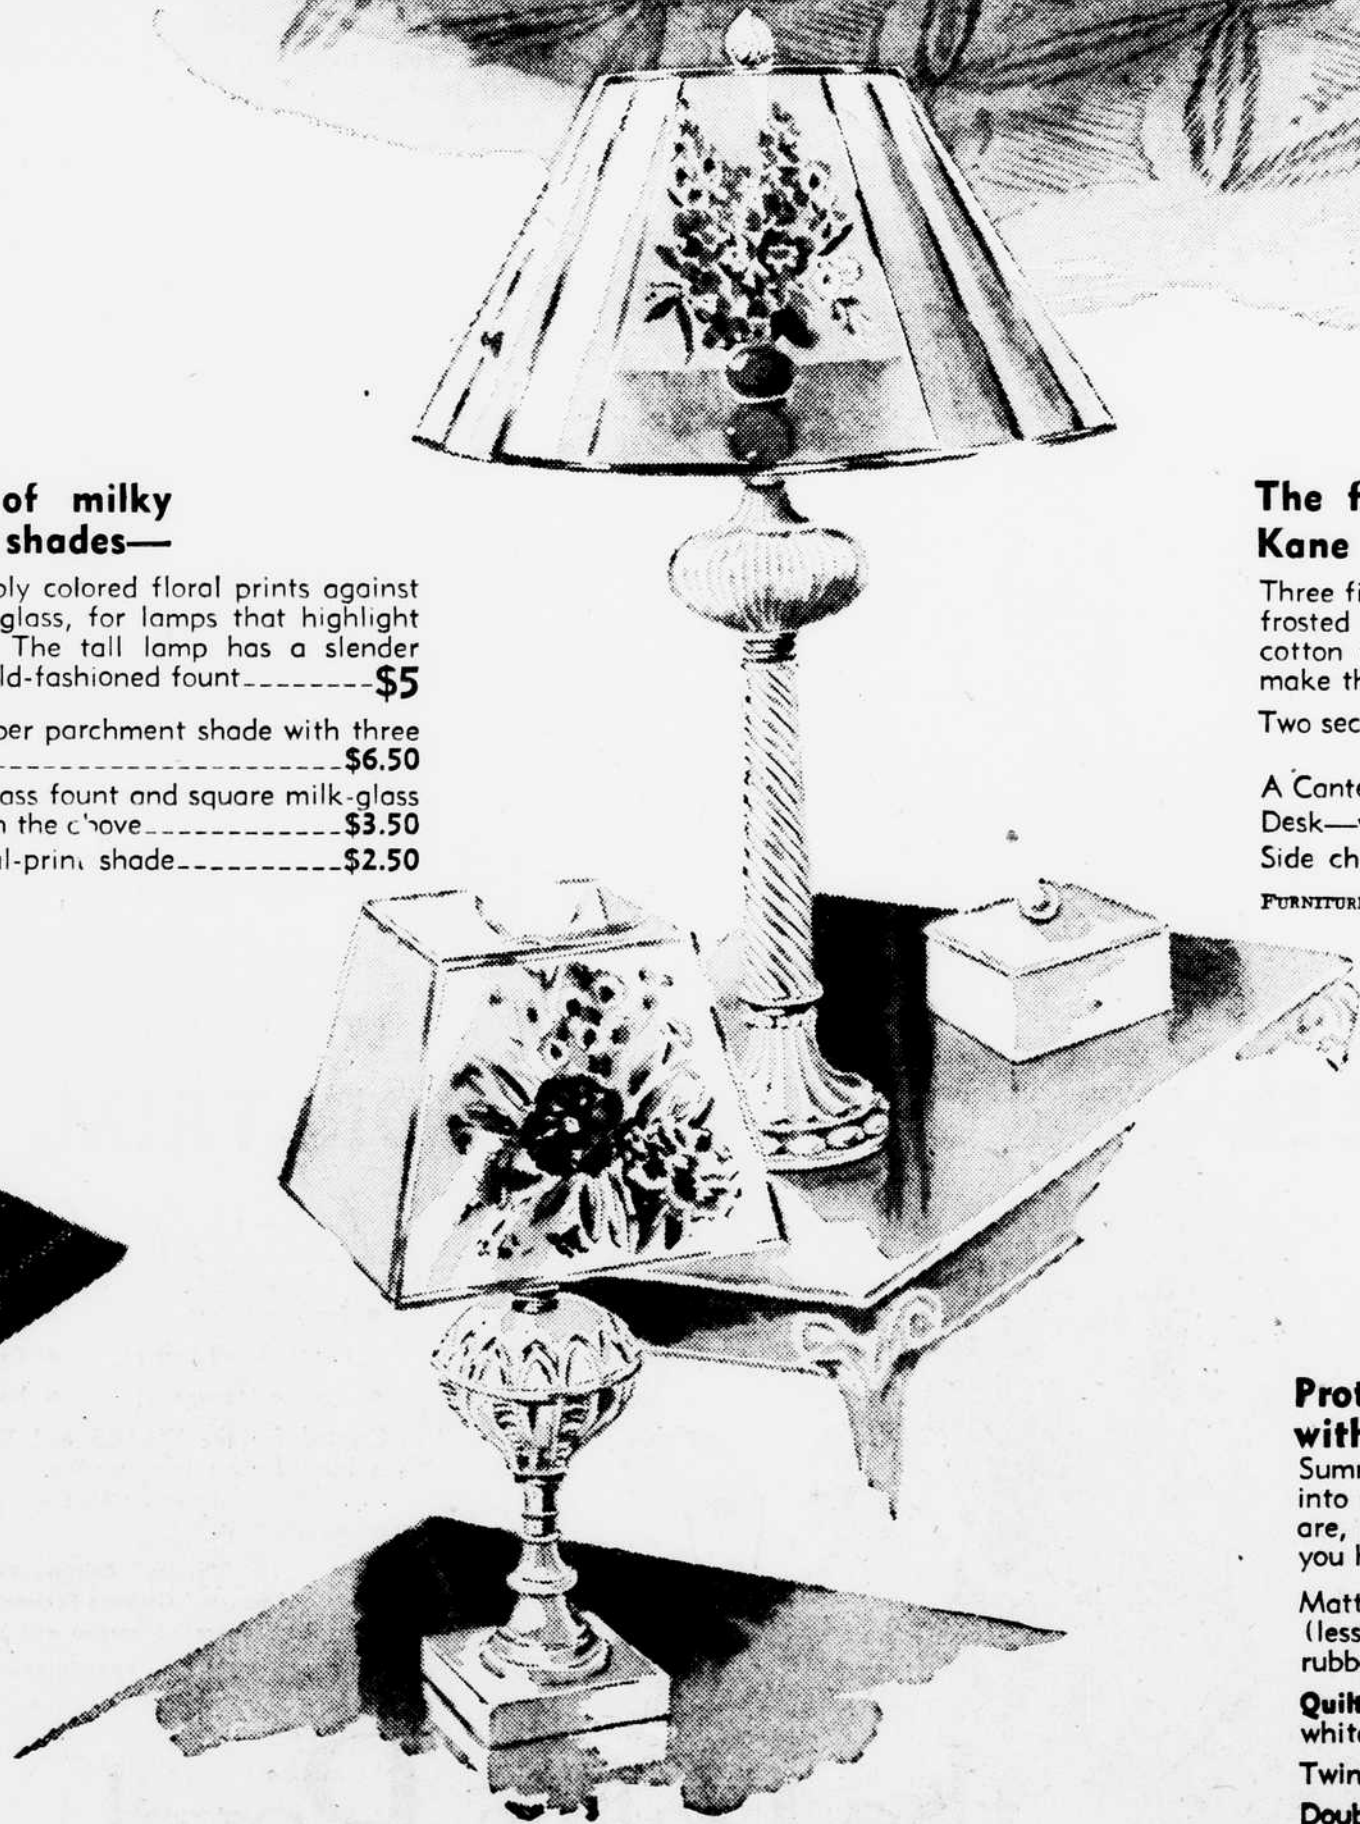 of milky
shades—
colored floral prints against
glass, for lamps that highlight
The tall lamp has a slender
ld-fashioned fount--------$5
per parchment shade with three
----------------------$6.50
ass fount and square milk-glass
the above------------$3.50
l-print shade----------$2.50
The f
Kane
Three fi
frosted
cotton
make th
Two sec
A Cante
Desk—
Side ch
FURNITUR
Prot
with
Summ
into
are,
you h
Matt
(less
rubb
Quilt
white
Twin
Doub